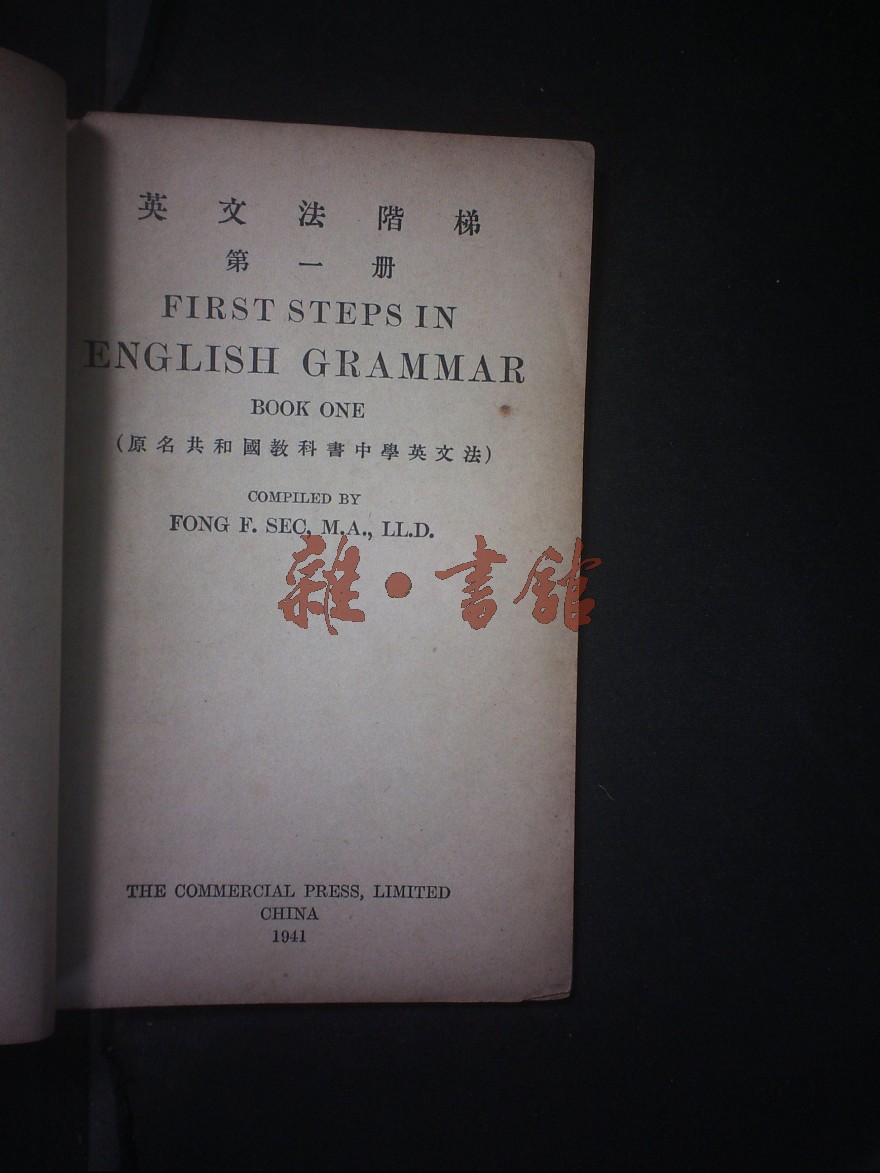 英文法階梯
第一册
FIRST STEPS IN
ENGLISH GRAMMAR
BOOK ONE
(原名共和國教科書中學英文法)
COMPILED BY
FONG F. SEC, M.A., LL.D.
雜·書館
THE COMMERCIAL PRESS, LIMITED
CHINA
1941